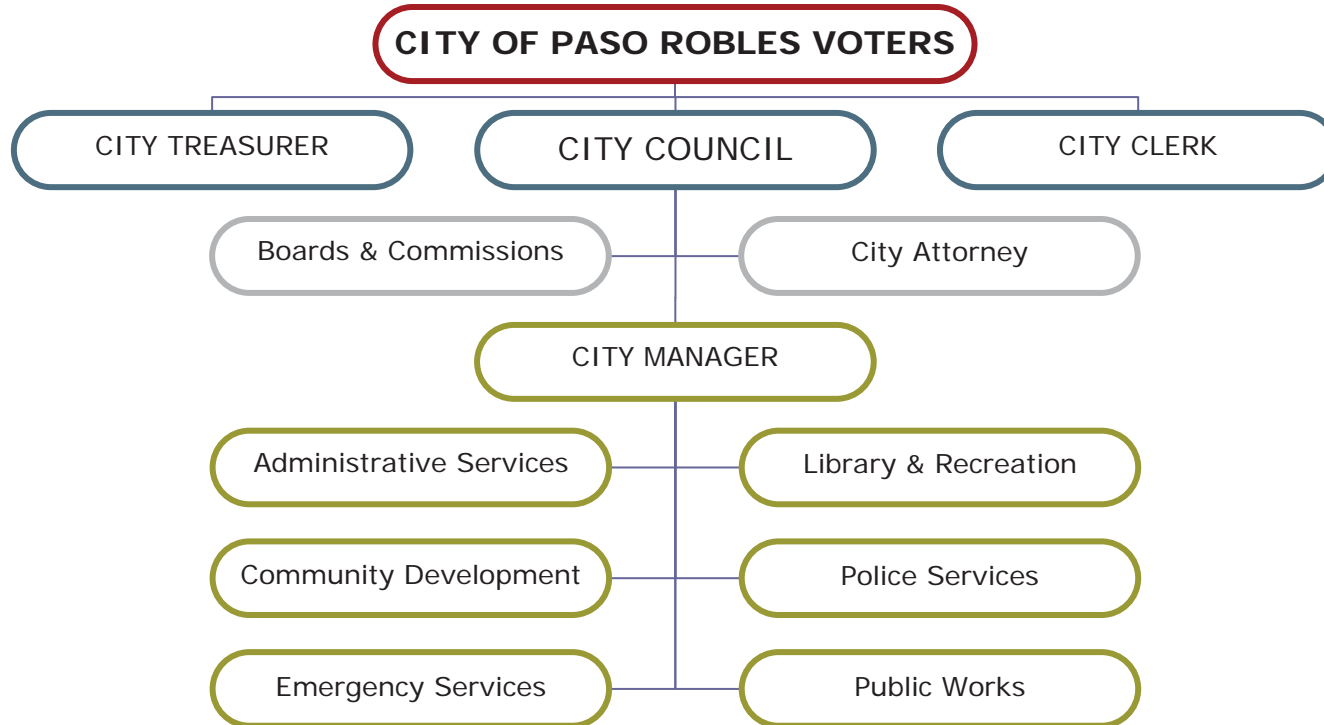 CITY OF PASO ROBLES VOTERS
CITY TREASURER
CITY COUNCIL
CITY CLERK
Boards & Commissions
City Attorney
CITY MANAGER
Administrative Services
Library & Recreation
Community Development
Police Services
Emergency Services
Public Works